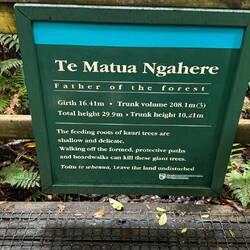 Te Matua Ngahere
Father of the forest
Girth 16.41m • Trunk volume 208.1m(3)
Total height 29.9m • Trunk height 10.21m
The feeding roots of kauri trees are
shallow and delicate.
Walking off the formed, protective paths
and boardwalks can kill these giant trees.
Toitu te whenua, Leave the land undisturbed